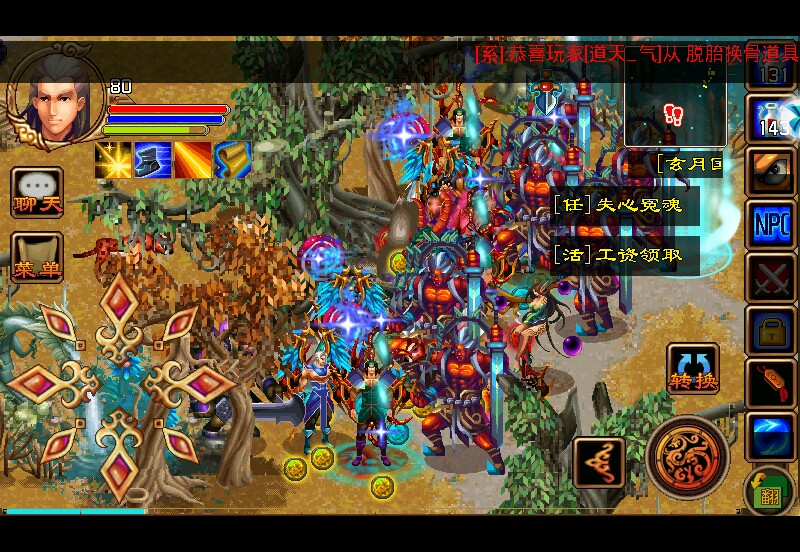 [系]:恭喜玩家[道天_气]从 脱胎换骨道具
80
131
143
[玄月国
聊天
[任]失心冤魂
NPC
[活]工资领取
菜单
转换
翻